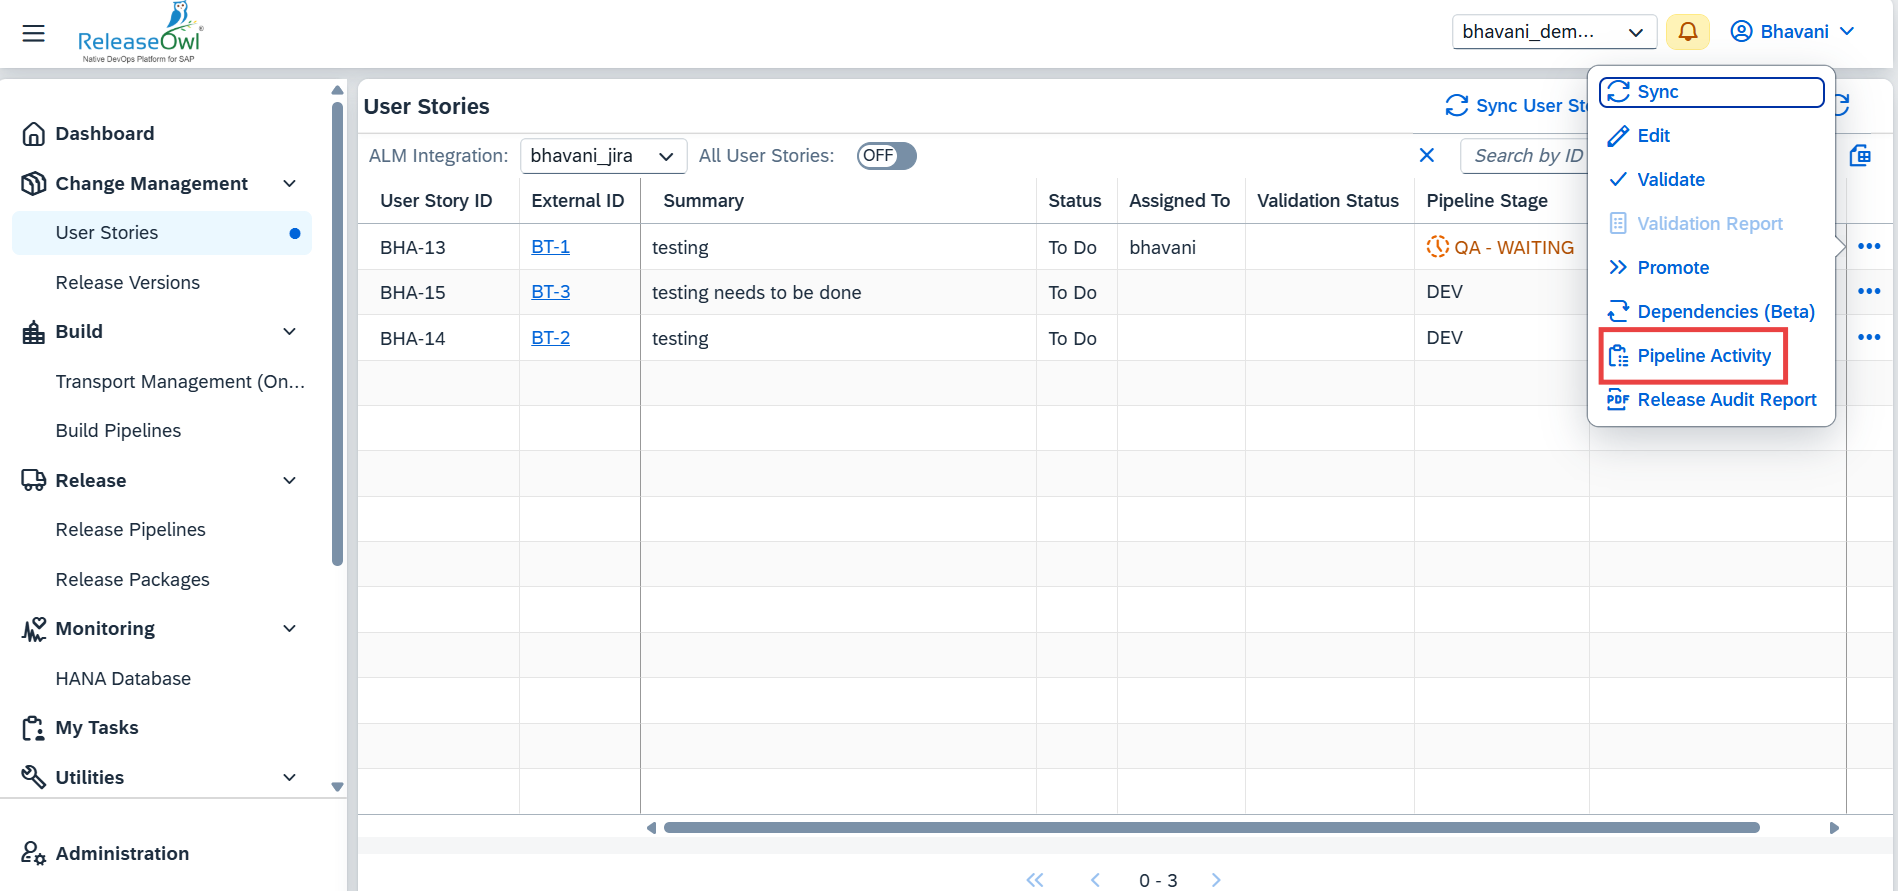 ReleaseOwl
Native DevOps Platform for SAP
bhavani_dem...
Bhavani
Dashboard
Change Management
User Stories
Release Versions
Build
Transport Management (On...
Build Pipelines
Release
Release Pipelines
Release Packages
Monitoring
HANA Database
My Tasks
Utilities
Administration
User Stories
Sync User Sto
ALM Integration: bhavani_jira All User Stories: OFF
Search by ID
User Story ID External ID Summary Status Assigned To Validation Status Pipeline Stage
BHA-13 BT-1 testing To Do bhavani QA - WAITING
BHA-15 BT-3 testing needs to be done To Do DEV
BHA-14 BT-2 testing To Do DEV
0 - 3
Sync
Edit
Validate
Validation Report
Promote
Dependencies (Beta)
Pipeline Activity
PDF Release Audit Report